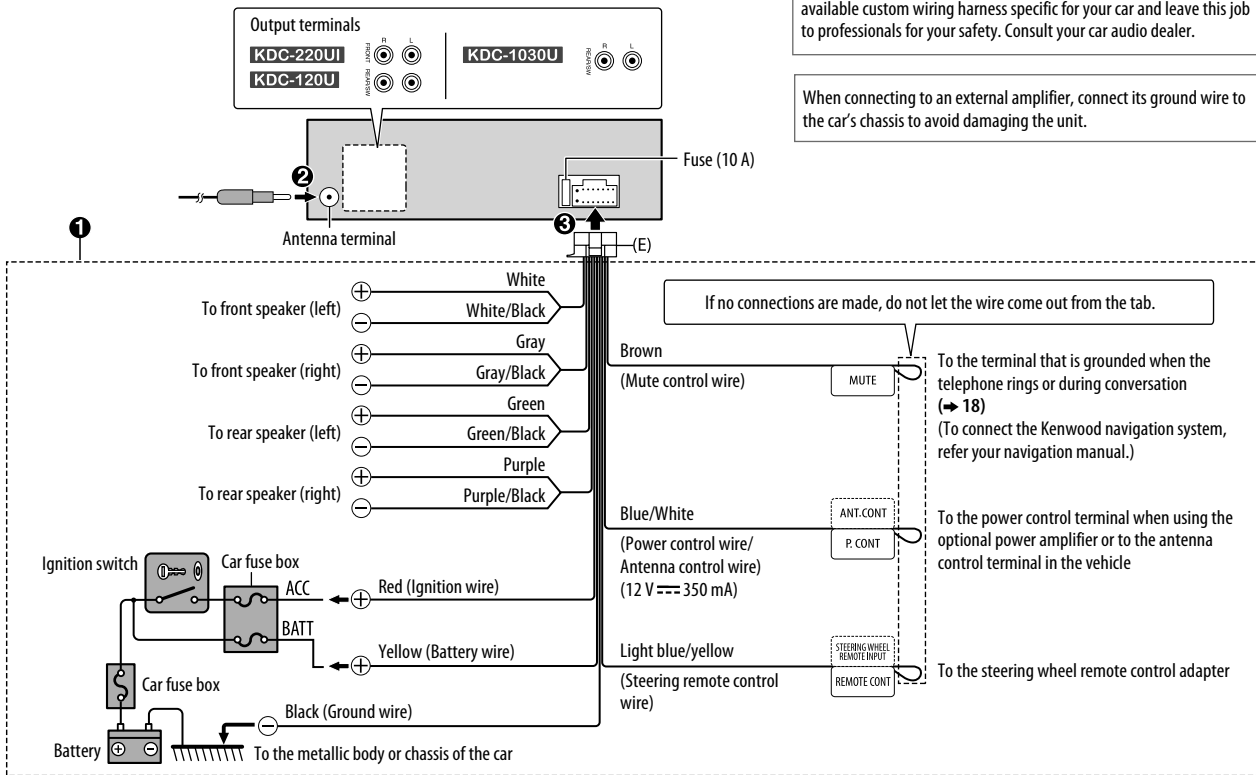 available custom wiring harness specific for your car and leave this job
to professionals for your safety. Consult your car audio dealer.
When connecting to an external amplifier, connect its ground wire to
the car’s chassis to avoid damaging the unit.
Output terminals
KDC-220UI
KDC-120U
FRONT
REAR/SW
R
L
KDC-1030U
REAR/SW
R
L
Fuse (10 A)
2
Antenna terminal
3
(E)
1
To front speaker (left)
White
White/Black
To front speaker (right)
Gray
Gray/Black
To rear speaker (left)
Green
Green/Black
To rear speaker (right)
Purple
Purple/Black
Ignition switch
Car fuse box
ACC
Red (Ignition wire)
BATT
Yellow (Battery wire)
Car fuse box
Black (Ground wire)
Battery
To the metallic body or chassis of the car
If no connections are made, do not let the wire come out from the tab.
Brown
(Mute control wire)
MUTE
To the terminal that is grounded when the
telephone rings or during conversation
(➜ 18)
(To connect the Kenwood navigation system,
refer your navigation manual.)
Blue/White
(Power control wire/
Antenna control wire)
(12 V ⎓ 350 mA)
ANT.CONT
P. CONT
To the power control terminal when using the
optional power amplifier or to the antenna
control terminal in the vehicle
Light blue/yellow
(Steering remote control
wire)
STEERING WHEEL
REMOTE INPUT
REMOTE CONT
To the steering wheel remote control adapter